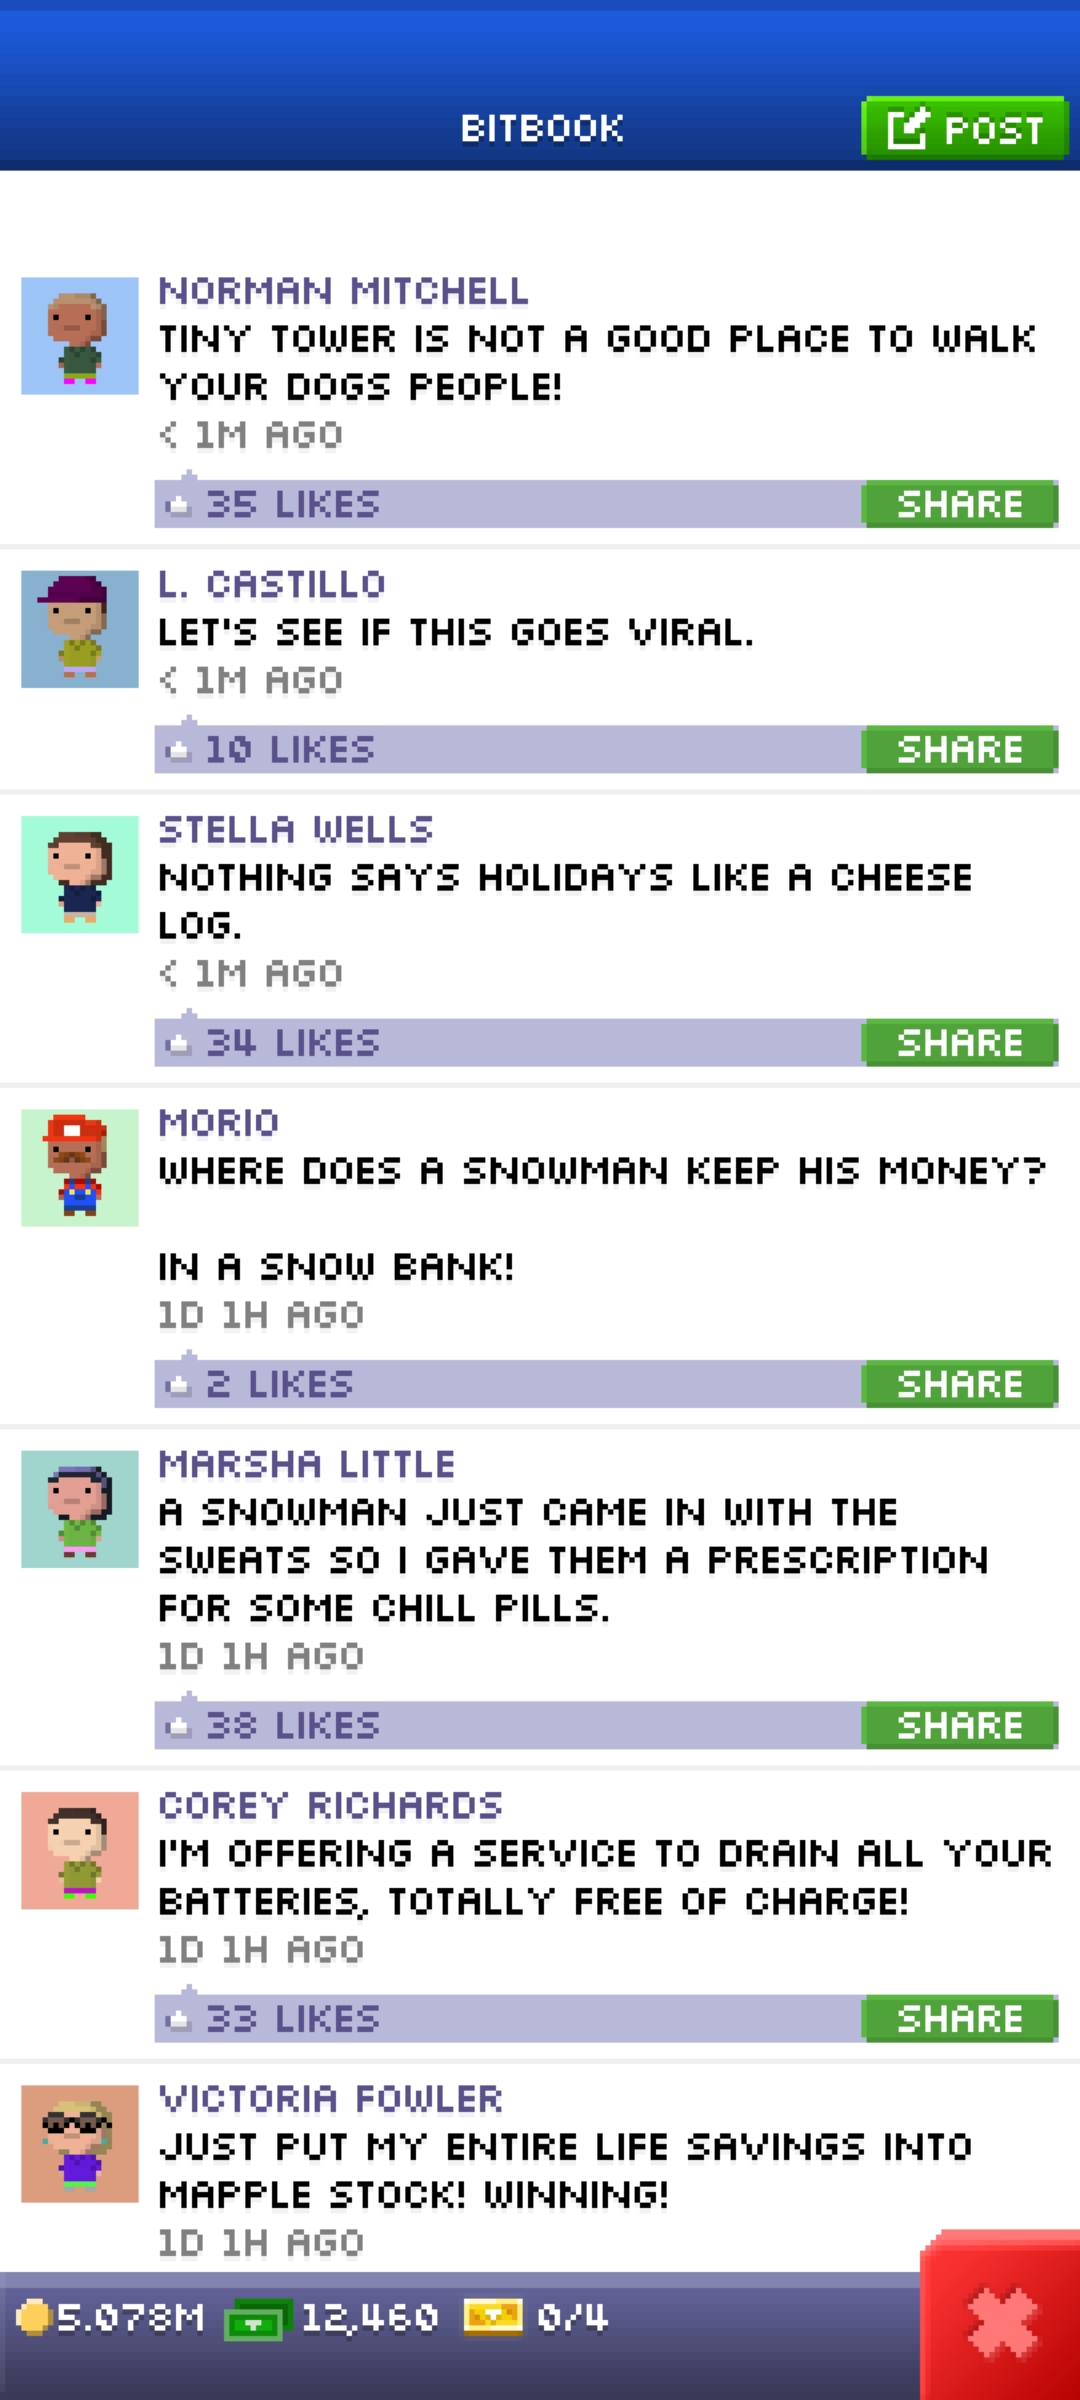 BITBOOK
POST
NORMAN MITCHELL
TINY TOWER IS NOT A GOOD PLACE TO WALK
YOUR DOGS PEOPLE!
< 1M AGO
35 LIKES
SHARE
L. CASTILLO
LET'S SEE IF THIS GOES VIRAL.
< 1M AGO
10 LIKES
SHARE
STELLA WELLS
NOTHING SAYS HOLIDAYS LIKE A CHEESE
LOG.
< 1M AGO
34 LIKES
SHARE
MORIO
WHERE DOES A SNOWMAN KEEP HIS MONEY?
IN A SNOW BANK!
1D 1H AGO
2 LIKES
SHARE
MARSHA LITTLE
A SNOWMAN JUST CAME IN WITH THE
SWEATS SO I GAVE THEM A PRESCRIPTION
FOR SOME CHILL PILLS.
1D 1H AGO
38 LIKES
SHARE
COREY RICHARDS
I'M OFFERING A SERVICE TO DRAIN ALL YOUR
BATTERIES, TOTALLY FREE OF CHARGE!
1D 1H AGO
33 LIKES
SHARE
VICTORIA FOWLER
JUST PUT MY ENTIRE LIFE SAVINGS INTO
MAPPLE STOCK! WINNING!
1D 1H AGO
5.078M 12,460 0/4